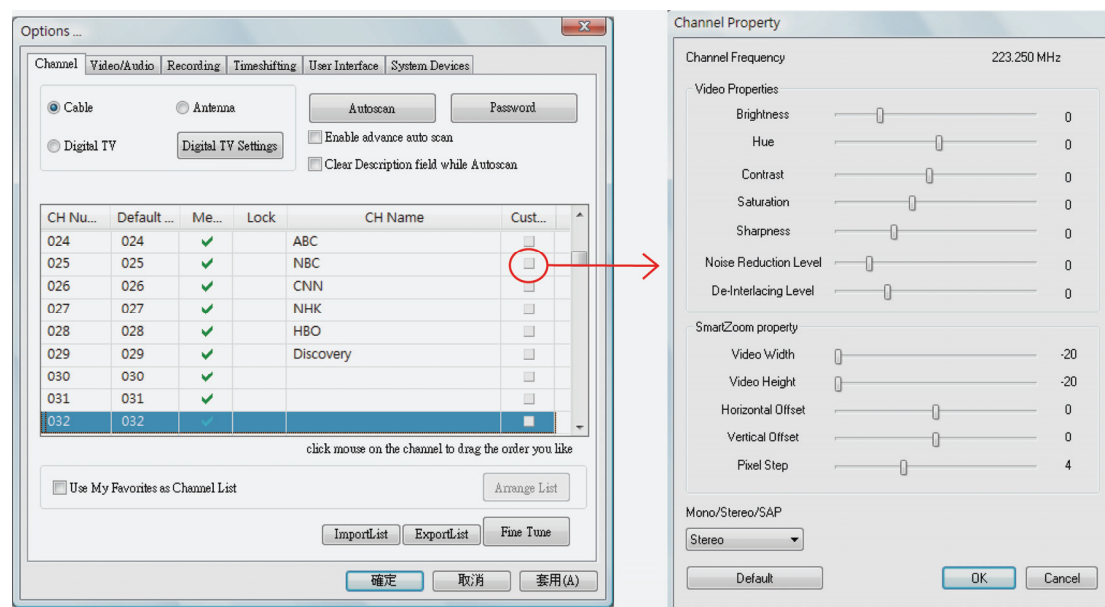 Options ...
Channel Video/Audio Recording Timeshifting User Interface System Devices
Cable Antenna Autoscan Password
Enable advance auto scan
Digital TV Digital TV Settings
Clear Description field while Autoscan
CH Nu... Default ... Me... Lock CH Name Cust...
024 024 ABC
025 025 NBC
026 026 CNN
027 027 NHK
028 028 HBO
029 029 Discovery
030 030
031 031
032 032
click mouse on the channel to drag the order you like
Use My Favorites as Channel List Arrange List
ImportList ExportList Fine Tune
確定 取消 套用(A)
Channel Property
Channel Frequency 223.250 MHz
Video Properties
Brightness 0
Hue 0
Contrast 0
Saturation 0
Sharpness 0
Noise Reduction Level 0
De-Interlacing Level 0
SmartZoom property
Video Width -20
Video Height -20
Horizontal Offset 0
Vertical Offset 0
Pixel Step 4
Mono/Stereo/SAP
Stereo
Default OK Cancel